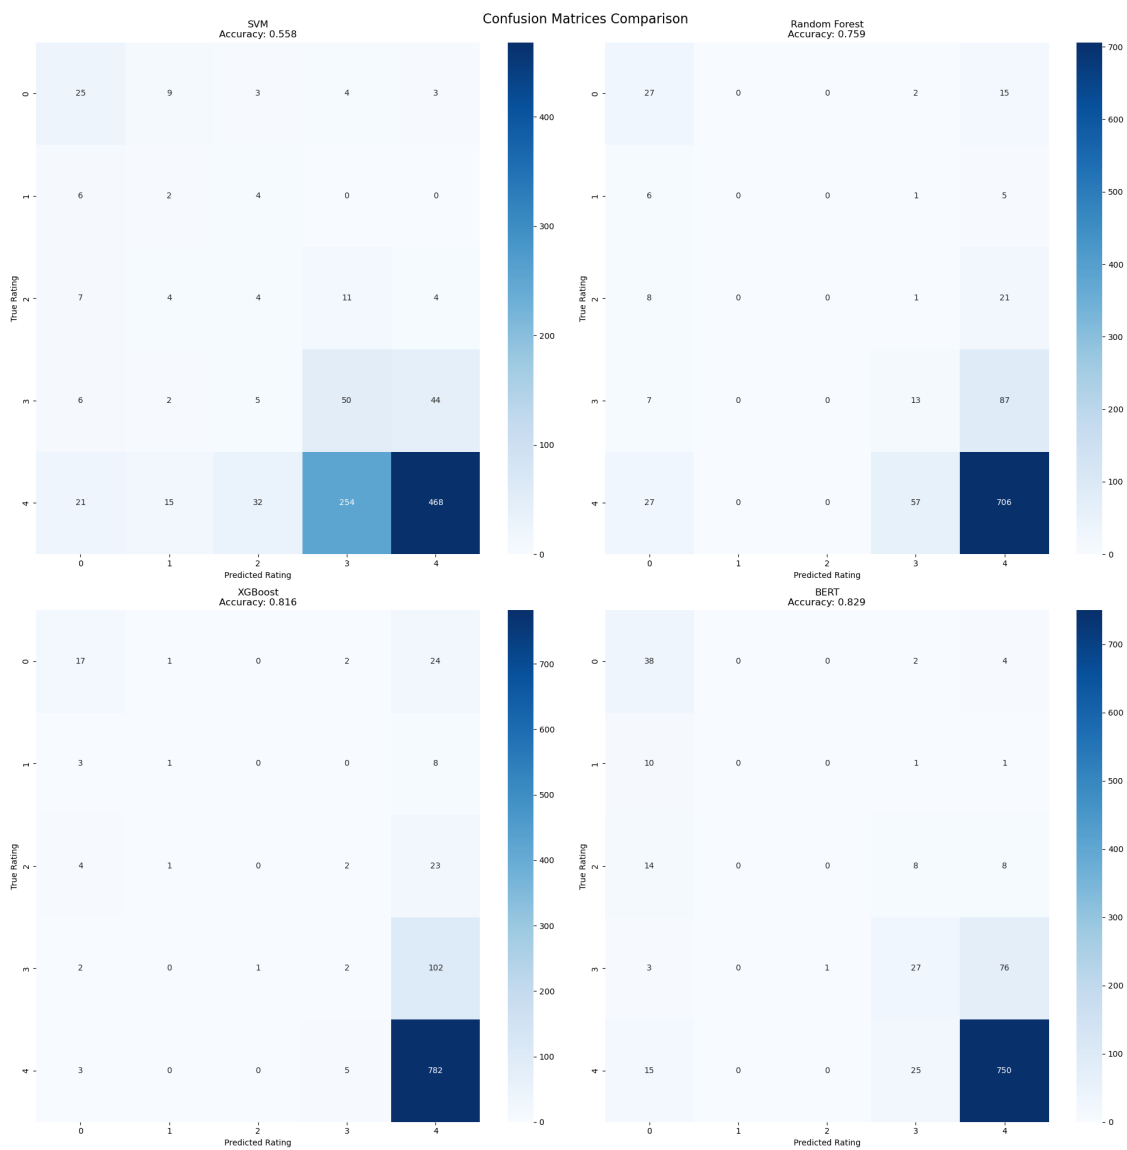 Confusion Matrices Comparison
SVM
Accuracy: 0.558
0 25 9 3 4 3
1 6 2 4 0 0
2 7 4 4 11 4
3 6 2 5 50 44
4 21 15 32 254 468
0 1 2 3 4
True Rating
Predicted Rating
400
300
200
100
0
Random Forest
Accuracy: 0.759
0 27 0 0 2 15
1 6 0 0 1 5
2 8 0 0 1 21
3 7 0 0 13 87
4 27 0 0 57 706
0 1 2 3 4
True Rating
Predicted Rating
700
600
500
400
300
200
100
0
XGBoost
Accuracy: 0.816
0 17 1 0 2 24
1 3 1 0 0 8
2 4 1 0 2 23
3 2 0 1 2 102
4 3 0 0 5 782
0 1 2 3 4
True Rating
Predicted Rating
700
600
500
400
300
200
100
0
BERT
Accuracy: 0.829
0 38 0 0 2 4
1 10 0 0 1 1
2 14 0 0 8 8
3 3 0 1 27 76
4 15 0 0 25 750
0 1 2 3 4
True Rating
Predicted Rating
700
600
500
400
300
200
100
0